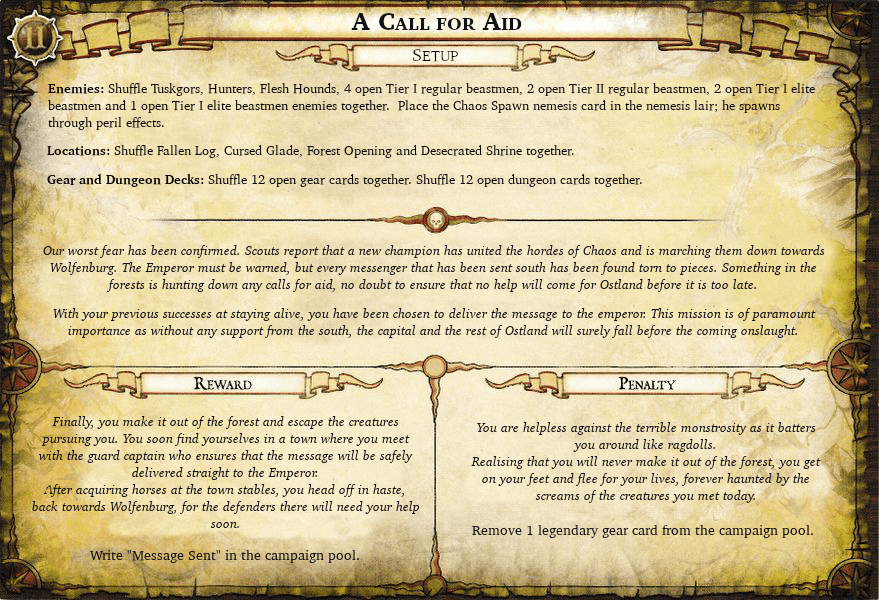 II
A Call for Aid
Setup
Enemies: Shuffle Tuskgors, Hunters, Flesh Hounds, 4 open Tier I regular beastmen, 2 open Tier II regular beastmen, 2 open Tier I elite
beastmen and 1 open Tier I elite beastmen enemies together.  Place the Chaos Spawn nemesis card in the nemesis lair; he spawns
through peril effects.
Locations: Shuffle Fallen Log, Cursed Glade, Forest Opening and Desecrated Shrine together.
Gear and Dungeon Decks: Shuffle 12 open gear cards together. Shuffle 12 open dungeon cards together.
Our worst fear has been confirmed. Scouts report that a new champion has united the hordes of Chaos and is marching them down towards
Wolfenburg. The Emperor must be warned, but every messenger that has been sent south has been found torn to pieces. Something in the
forests is hunting down any calls for aid, no doubt to ensure that no help will come for Ostland before it is too late.
With your previous successes at staying alive, you have been chosen to deliver the message to the emperor. This mission is of paramount
importance as without any support from the south, the capital and the rest of Ostland will surely fall before the coming onslaught.
Reward
Finally, you make it out of the forest and escape the creatures
pursuing you. You soon find yourselves in a town where you meet
with the guard captain who ensures that the message will be safely
delivered straight to the Emperor.
After acquiring horses at the town stables, you head off in haste,
back towards Wolfenburg, for the defenders there will need your help
soon.
Write "Message Sent" in the campaign pool.
Penalty
You are helpless against the terrible monstrosity as it batters
you around like ragdolls.
Realising that you will never make it out of the forest, you get
on your feet and flee for your lives, forever haunted by the
screams of the creatures you met today.
Remove 1 legendary gear card from the campaign pool.